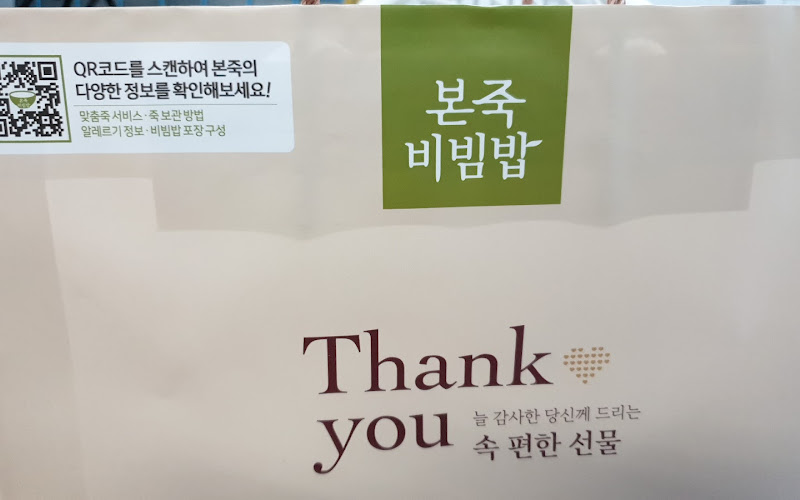 QR코드를 스캔하여 본죽의
다양한 정보를 확인해보세요!
맞춤죽 서비스 · 죽 보관 방법
알레르기 정보 · 비빔밥 포장 구성
본죽
비빔밥
Thank
you
늘 감사한 당신께 드리는
속 편한 선물